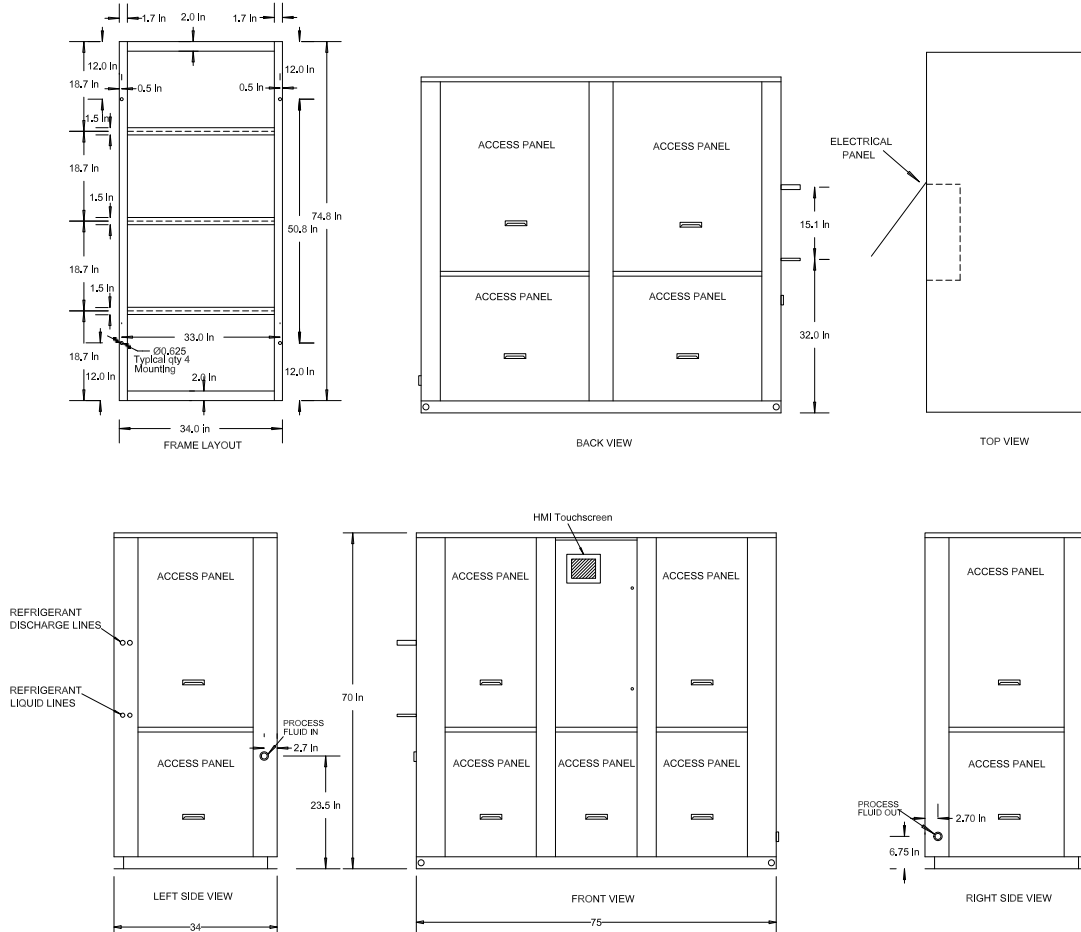 1.7 In
2.0 In
1.7 In
12.0 In
12.0 In
18.7 In
0.5 In
0.5 In
1.5 In
18.7 In
1.5 In
74.8 In
50.8 In
18.7 In
1.5 In
33.0 In
Ø0.625
Typical qty 4
Mounting
18.7 In
12.0 In
2.0 In
12.0 In
34.0 In
FRAME LAYOUT
ACCESS PANEL
ACCESS PANEL
ACCESS PANEL
ACCESS PANEL
15.1 In
32.0 In
BACK VIEW
ELECTRICAL
PANEL
TOP VIEW
REFRIGERANT
DISCHARGE LINES
REFRIGERANT
LIQUID LINES
ACCESS PANEL
ACCESS PANEL
PROCESS
FLUID IN
2.7 In
23.5 In
LEFT SIDE VIEW
34
HMI Touchscreen
70 In
ACCESS PANEL
ACCESS PANEL
ACCESS PANEL
ACCESS PANEL
ACCESS PANEL
FRONT VIEW
75
ACCESS PANEL
ACCESS PANEL
PROCESS
FLUID OUT
2.70 In
6.75 In
RIGHT SIDE VIEW